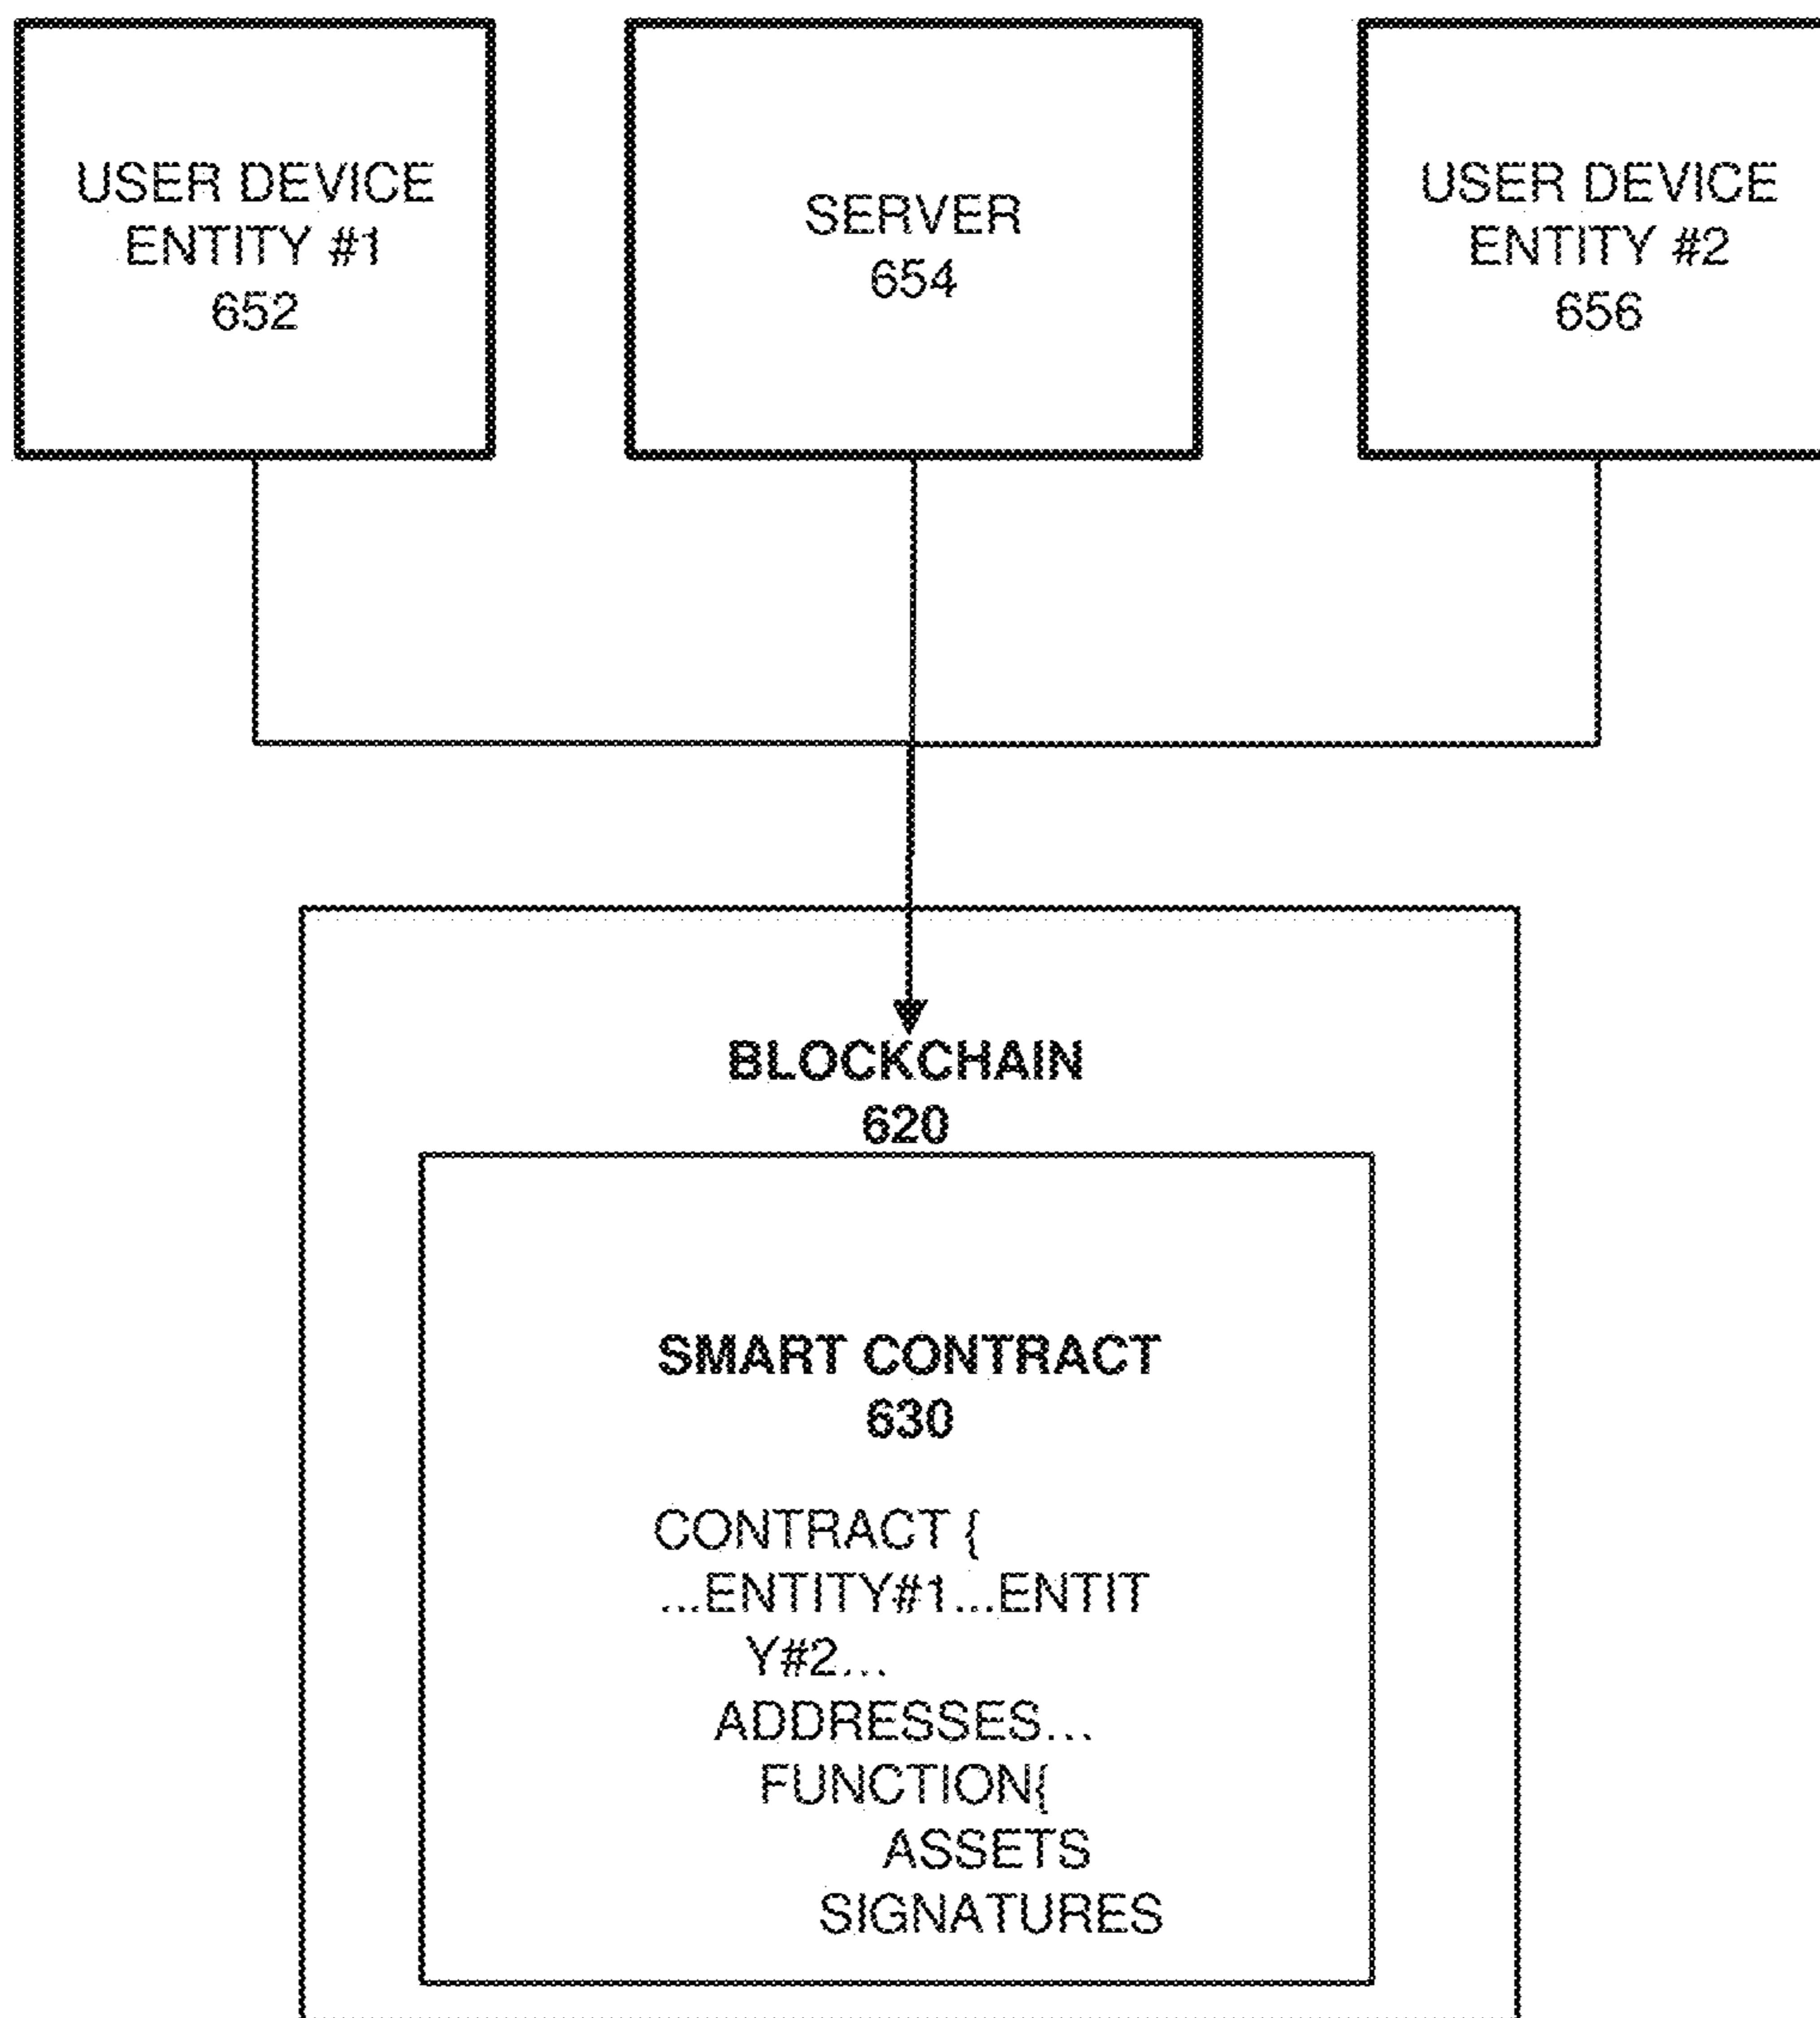 USER DEVICE
ENTITY #1
652
SERVER
654
USER DEVICE
ENTITY #2
656
BLOCKCHAIN
620
SMART CONTRACT
630
CONTRACT {
...ENTITY#1...ENTIT
Y#2...
ADDRESSES...
FUNCTION{
ASSETS
SIGNATURES